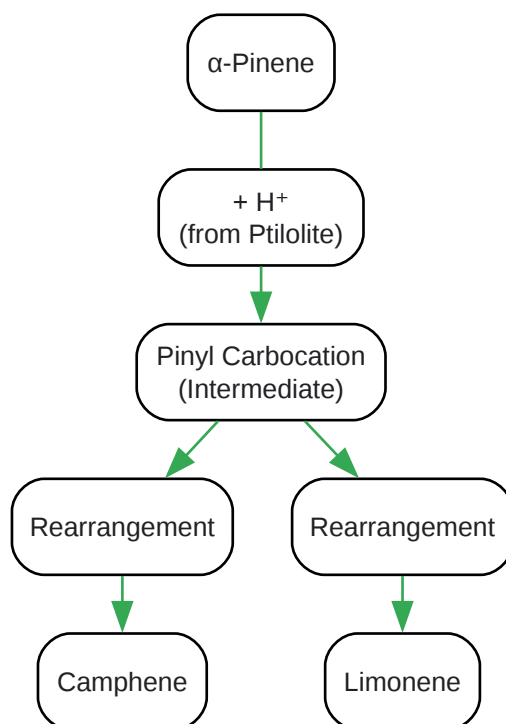 α-Pinene
+ H⁺
(from Ptilolite)
Pinyl Carbocation
(Intermediate)
Rearrangement
Rearrangement
Camphene
Limonene